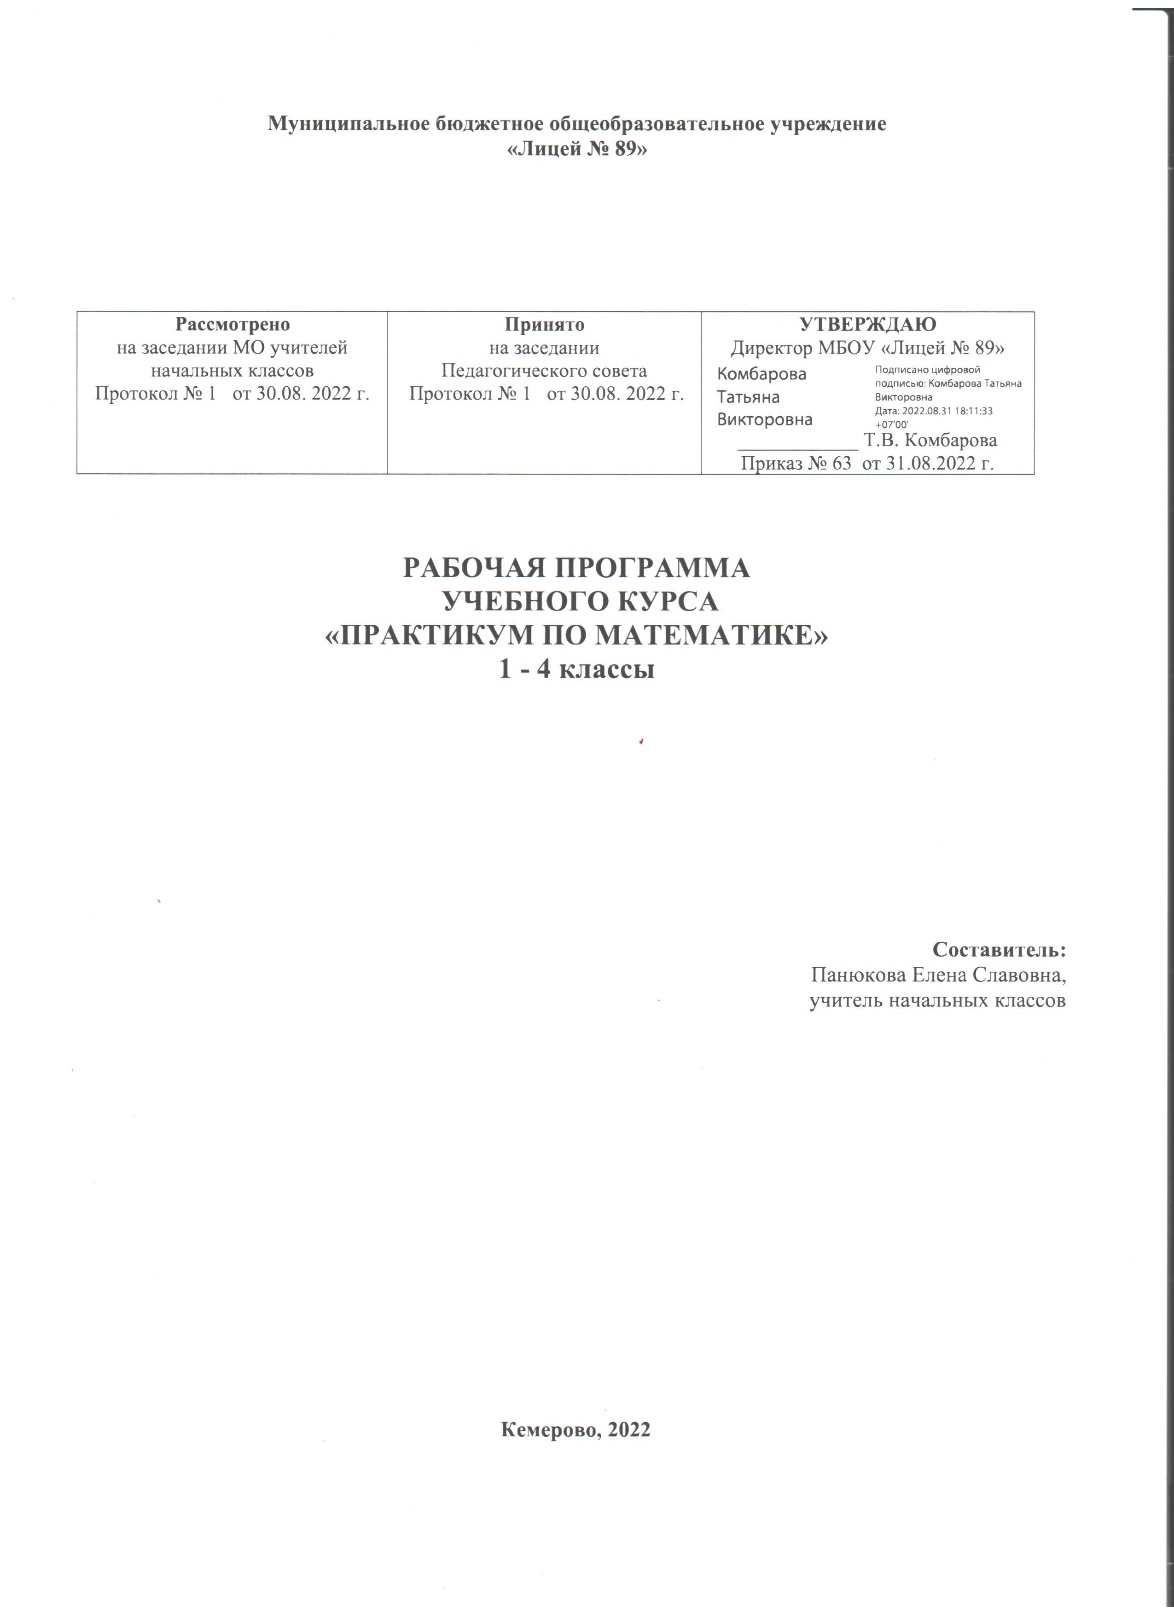 Муниципальное бюджетное общеобразовательное учреждение
«Лицей № 89»
Рассмотрено
на заседании МО учителей
начальных классов
Протокол № 1 от 30.08. 2022 г.
Принято
на заседании
Педагогического совета
Протокол № 1 от 30.08. 2022 г.
УТВЕРЖДАЮ
Директор МБОУ «Лицей № 89»
Комбарова
Татьяна
Викторовна
Подписано цифровой
подписью: Комбарова Татьяна
Викторовна
Дата: 2022.08.31 18:11:33
+07'00'
____________ Т.В. Комбарова
Приказ № 63 от 31.08.2022 г.
РАБОЧАЯ ПРОГРАММА
УЧЕБНОГО КУРСА
«ПРАКТИКУМ ПО МАТЕМАТИКЕ»
1 - 4 классы
Составитель:
Панюкова Елена Славовна,
учитель начальных классов
Кемерово, 2022